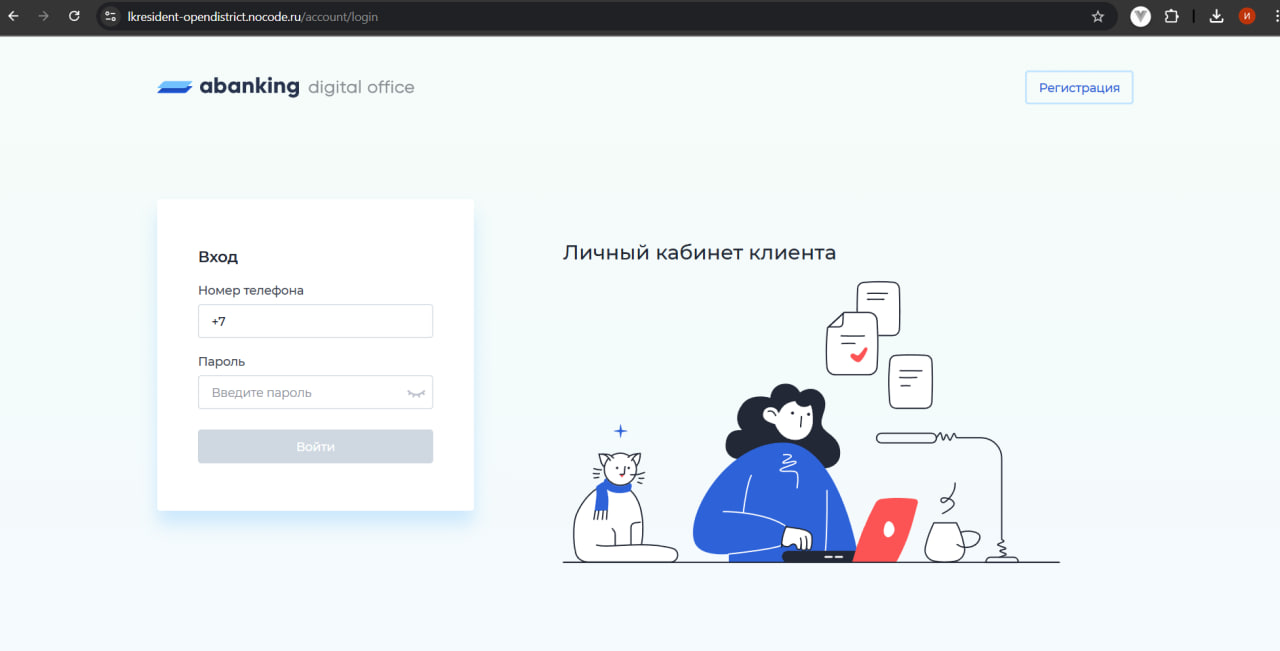 lkresident-opendistrict.nocode.ru/account/login
И
abanking digital office
Регистрация
Вход
Номер телефона
+7
Пароль
Введите пароль
Войти
Личный кабинет клиента